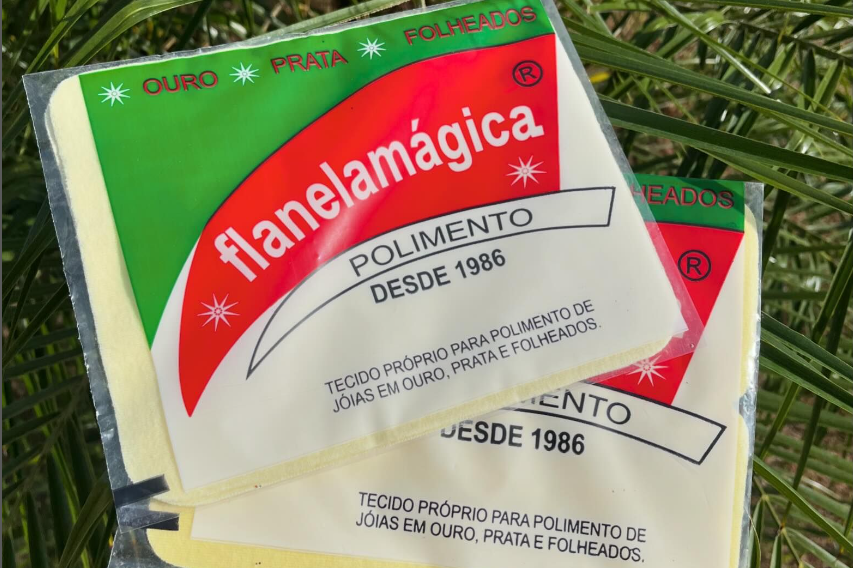 OURO PRATA FOLHEADOS
®
flanelamágica
POLIMENTO
DESDE 1986
TECIDO PRÓPRIO PARA POLIMENTO DE
JÓIAS EM OURO, PRATA E FOLHEADOS.
HEADOS
®
MENTO
DESDE 1986
TECIDO PRÓPRIO PARA POLIMENTO DE
JÓIAS EM OURO, PRATA E FOLHEADOS.